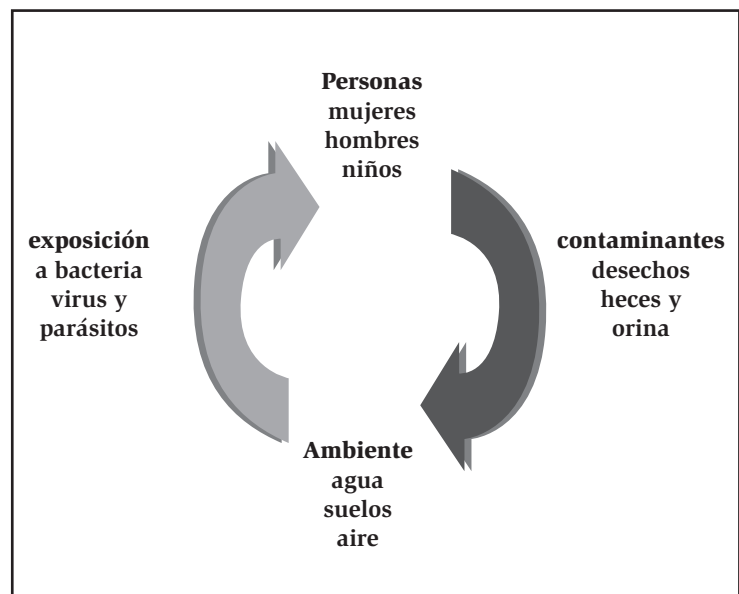 Personas
mujeres
hombres
niños
exposición
a bacteria
virus y
parásitos
contaminantes
desechos
heces y
orina
Ambiente
agua
suelos
aire